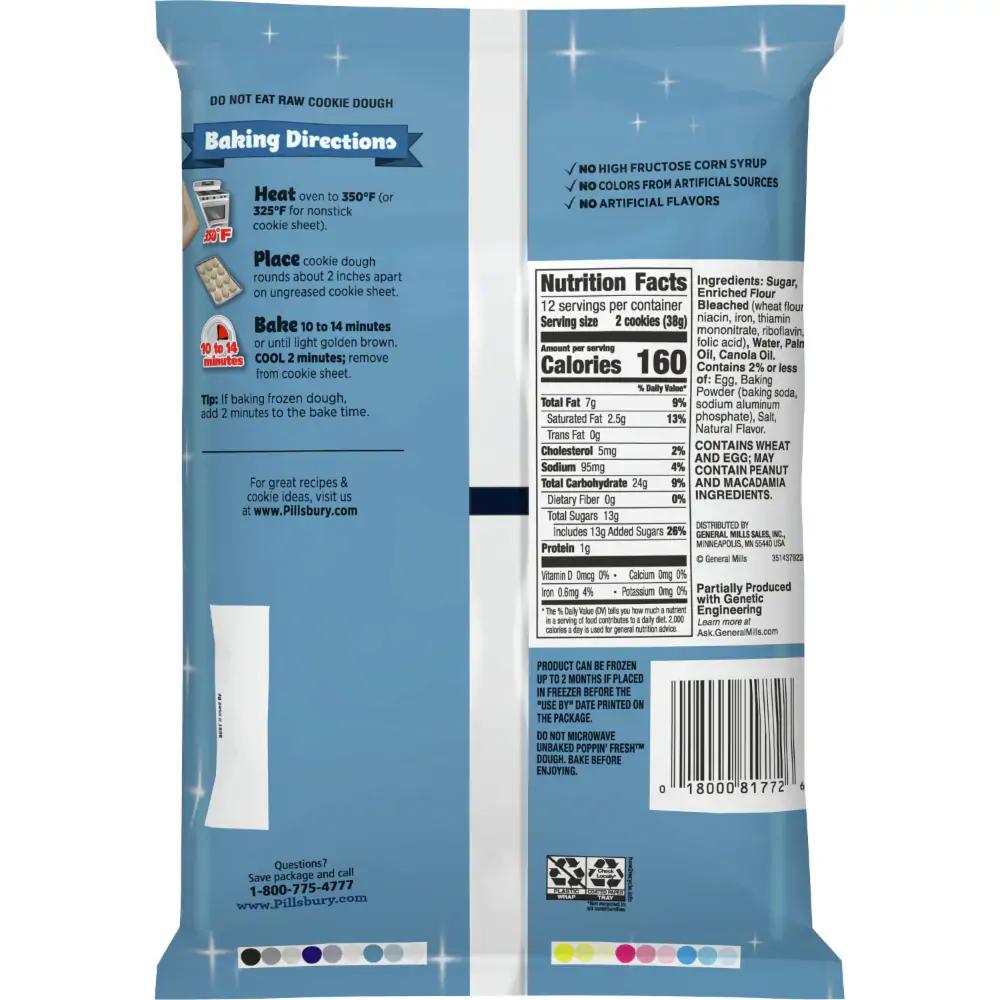 DO NOT EAT RAW COOKIE DOUGH
Baking Directions
350°F
Heat oven to 350°F (or
325°F for nonstick
cookie sheet).
Place cookie dough
rounds about 2 inches apart
on ungreased cookie sheet.
10 to 14
minutes
Bake 10 to 14 minutes
or until light golden brown.
COOL 2 minutes; remove
from cookie sheet.
Tip: If baking frozen dough,
add 2 minutes to the bake time.
For great recipes &
cookie ideas, visit us
at www.Pillsbury.com
Questions?
Save package and call
1-800-775-4777
www.Pillsbury.com
✓ NO HIGH FRUCTOSE CORN SYRUP
✓ NO COLORS FROM ARTIFICIAL SOURCES
✓ NO ARTIFICIAL FLAVORS
Nutrition Facts
12 servings per container
Serving size 2 cookies (38g)
Amount per serving
Calories 160
% Daily Value*
Total Fat 7g 9%
Saturated Fat 2.5g 13%
Trans Fat 0g
Cholesterol 5mg 2%
Sodium 95mg 4%
Total Carbohydrate 24g 9%
Dietary Fiber 0g 0%
Total Sugars 13g
Includes 13g Added Sugars 26%
Protein 1g
Vitamin D 0mcg 0% • Calcium 0mg 0%
Iron 0.6mg 4% • Potassium 0mg 0%
* The % Daily Value (DV) tells you how much a nutrient
in a serving of food contributes to a daily diet. 2,000
calories a day is used for general nutrition advice.
Ingredients: Sugar,
Enriched Flour
Bleached (wheat flour
niacin, iron, thiamin
mononitrate, riboflavin,
folic acid), Water, Palm
Oil, Canola Oil.
Contains 2% or less
of: Egg, Baking
Powder (baking soda,
sodium aluminum
phosphate), Salt,
Natural Flavor.
CONTAINS WHEAT
AND EGG; MAY
CONTAIN PEANUT
AND MACADAMIA
INGREDIENTS.
DISTRIBUTED BY
GENERAL MILLS SALES, INC.,
MINNEAPOLIS, MN 55440 USA
© General Mills
Partially Produced
with Genetic
Engineering
Learn more at
Ask.GeneralMills.com
PRODUCT CAN BE FROZEN
UP TO 2 MONTHS IF PLACED
IN FREEZER BEFORE THE
"USE BY" DATE PRINTED ON
THE PACKAGE.
DO NOT MICROWAVE
UNBAKED POPPIN' FRESH™
DOUGH. BAKE BEFORE
ENJOYING.
0 18000 81772 6
Check
Locally*
PLASTIC
WRAP
COATED PAPER
TRAY
*Not recycled in
all communities
how2recycle.info